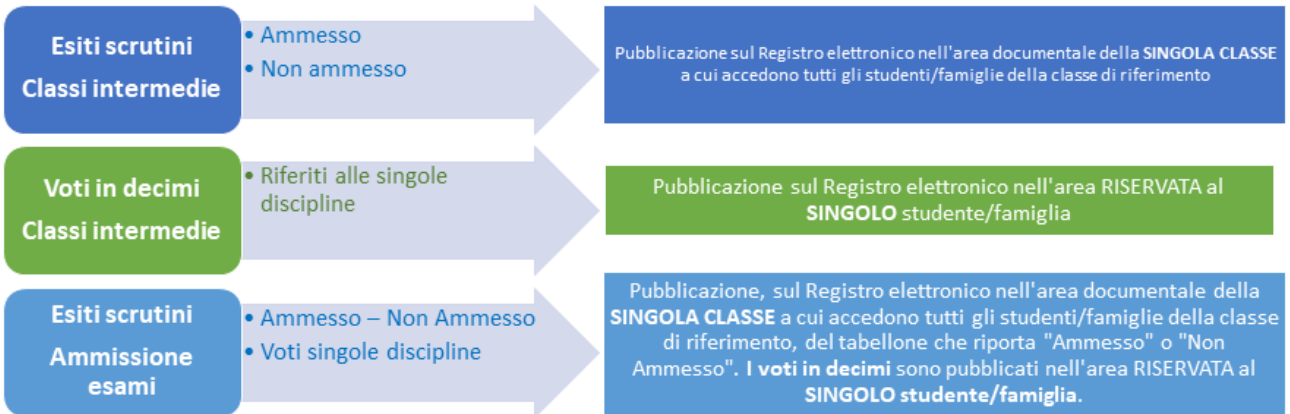 Esiti scrutini
Classi intermedie
• Ammesso
• Non ammesso
Pubblicazione sul Registro elettronico nell'area documentale della SINGOLA CLASSE
a cui accedono tutti gli studenti/famiglie della classe di riferimento
Voti in decimi
Classi intermedie
• Riferiti alle singole
discipline
Pubblicazione sul Registro elettronico nell'area RISERVATA al
SINGOLO studente/famiglia
Esiti scrutini
Ammissione
esami
• Ammesso – Non Ammesso
• Voti singole discipline
Pubblicazione, sul Registro elettronico nell'area documentale della
SINGOLA CLASSE a cui accedono tutti gli studenti/famiglie della classe
di riferimento, del tabellone che riporta "Ammesso" o "Non
Ammesso". I voti in decimi sono pubblicati nell'area RISERVATA al
SINGOLO studente/famiglia.